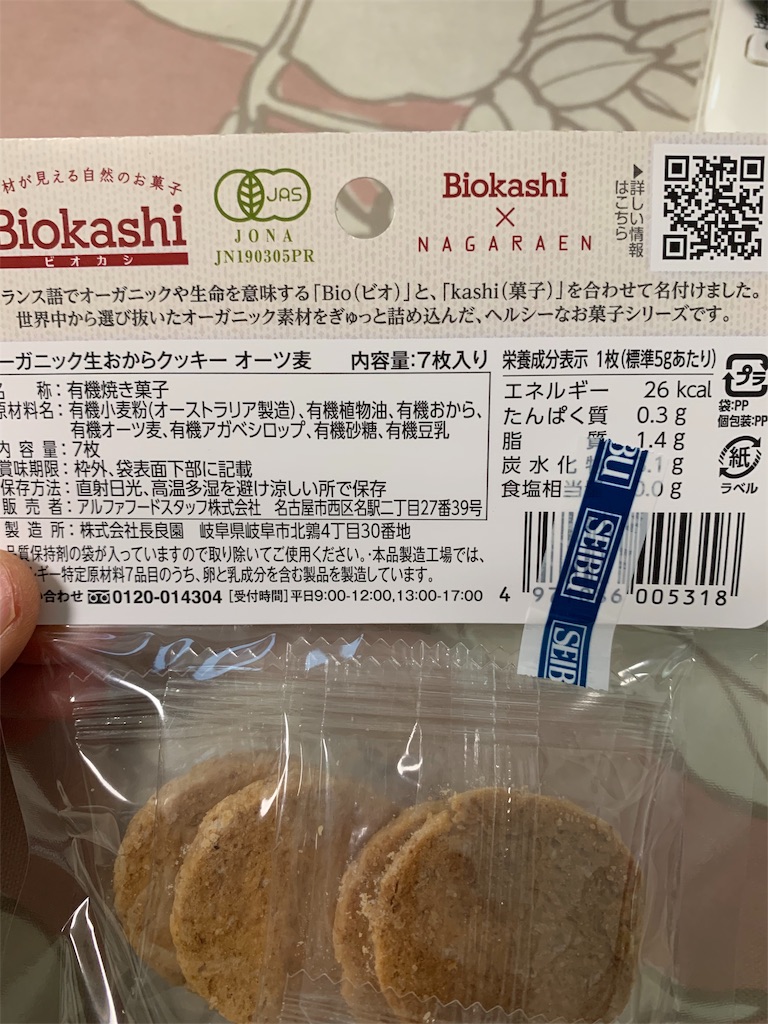 材が見える自然のお菓子
Biokashi
ビオカシ
JAS
JONA
JN190305PR
Biokashi
×
NAGARAEN
▶詳しい情報
はこちら
ランス語でオーガニックや生命を意味する「Bio(ビオ)」と、「kashi(菓子)」を合わせて名付けました。
世界中から選び抜いたオーガニック素材をぎゅっと詰め込んだ、ヘルシーなお菓子シリーズです。
ーガニック生おからクッキー オーツ麦 内容量:7枚入り
称:有機焼き菓子
原材料名:有機小麦粉(オーストラリア製造)、有機植物油、有機おから、
有機オーツ麦、有機アガベシロップ、有機砂糖、有機豆乳
内容量:7枚
賞味期限:枠外、袋表面下部に記載
保存方法:直射日光、高温多湿を避け涼しい所で保存
販売者:アルファフードスタッフ株式会社 名古屋市西区名駅二丁目27番39号
製造所:株式会社長良園 岐阜県岐阜市北鶉4丁目30番地
品質保持剤の袋が入っていますので取り除いてご使用ください。・本品製造工場では、
ギー特定原材料7品目のうち、卵と乳成分を含む製品を製造しています。
い合わせ 0120-014304 [受付時間]平日9:00-12:00,13:00-17:00
栄養成分表示 1枚(標準5gあたり)
エネルギー 26 kcal
たんぱく質 0.3 g
脂質 1.4 g
炭水化 .1 g
食塩相当 0.0 g
プラ
袋:PP
個包装:PP
紙
ラベル
4 97 6 005318
BU
SEIBU
SEIB